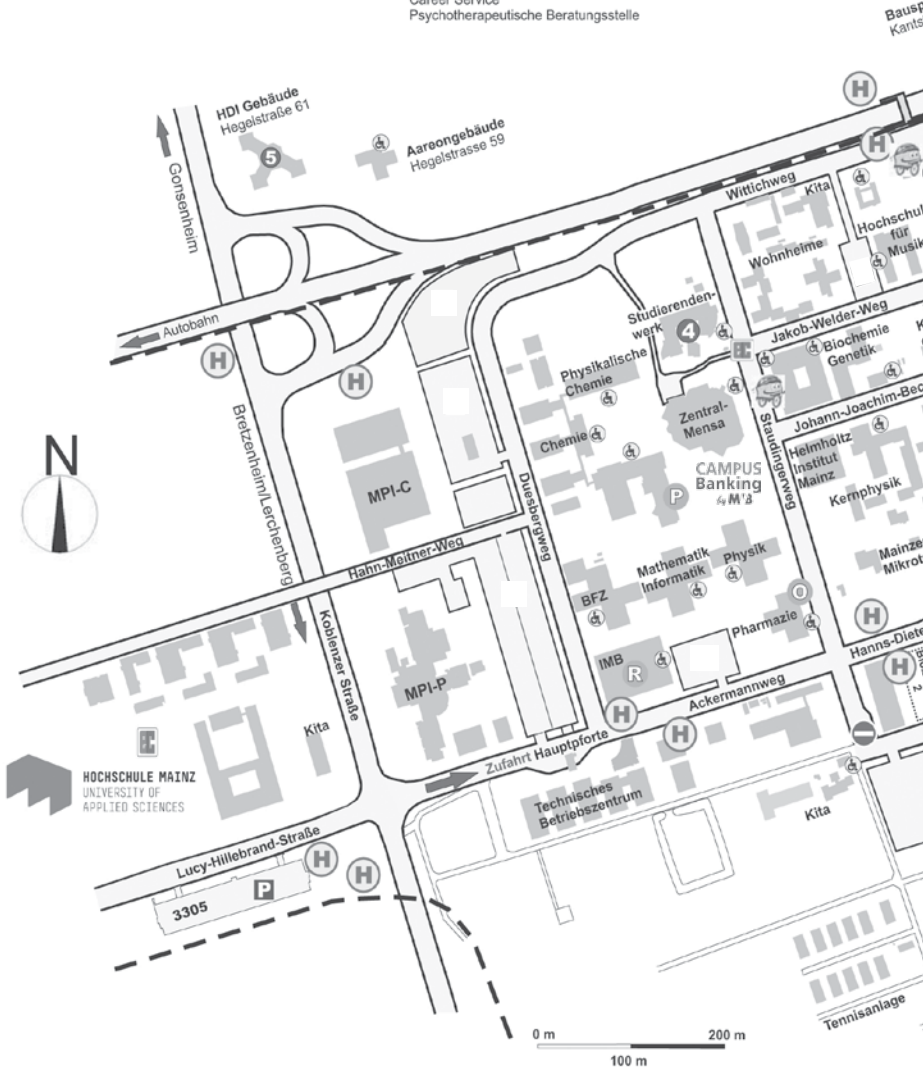 Career Service
Psychotherapeutische Beratungsstelle
HDI Gebäude
Hegelstraße 61
5
Aareongebäude
Hegelstrasse 59
Gonsenheim
H
H
Wittichweg
Kita
Wohnheime
Hochschul
für
Musik
Autobahn
H
H
Studierenden-
werk
4
Jakob-Welder-Weg
Biochemie
Genetik
Physikalische
Chemie
Zentral-
Mensa
Johann-Joachim-Bec
Staudingerweg
Helmholtz
Institut
Mainz
Chemie
CAMPUS
Banking
by MVB
P
Kernphysik
Bretzenheim/Lerchenberg
N
MPI-C
Duesbergweg
Hahn-Meitner-Weg
Mathematik
Informatik
Physik
Mainze
Mikrot
BFZ
O
Pharmazie
H
Hanns-Diete
H
Koblenzer Straße
MPI-P
IMB
R
Ackermannweg
H
H
Kita
Zufahrt Hauptpforte
HOCHSCHULE MAINZ
UNIVERSITY OF
APPLIED SCIENCES
Technisches
Betriebszentrum
Kita
Lucy-Hillebrand-Straße
H
H
P
3305
Tennisanlage
0 m
200 m
100 m